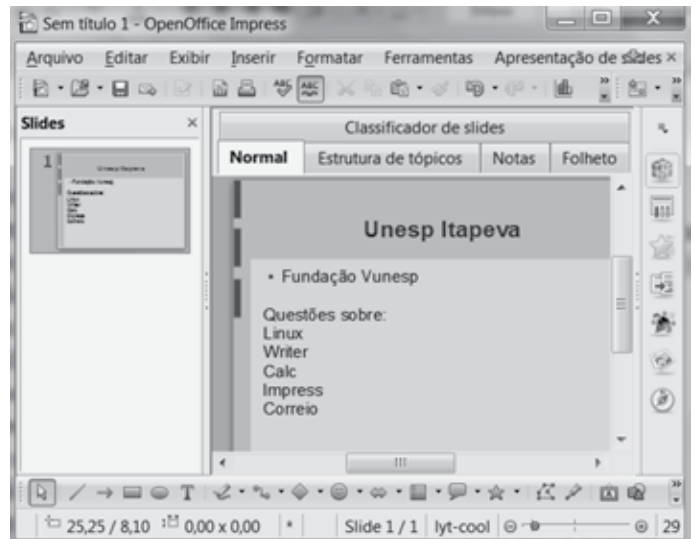 Sem título 1 - OpenOffice Impress
Arquivo Editar Exibir Inserir Formatar Ferramentas Apresentação de slides
Slides
Classificador de slides
Normal Estrutura de tópicos Notas Folheto
1
Unesp Itapeva
• Fundação Vunesp
Questões sobre:
Linux
Writer
Calc
Impress
Correio
25,25 / 8,10 0,00 x 0,00 * Slide 1 / 1 lyt-cool 29